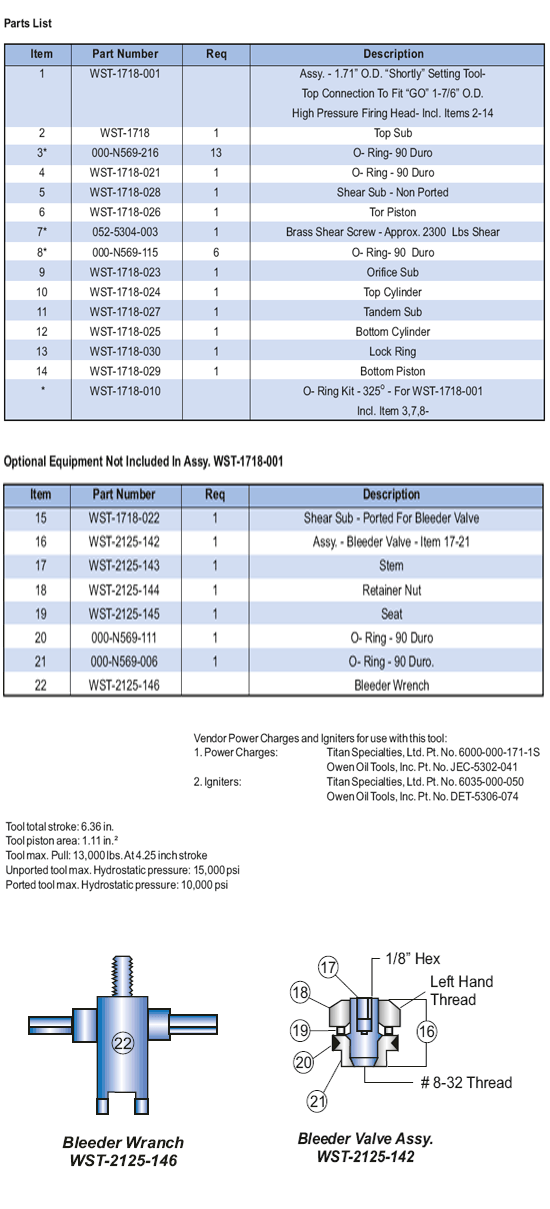 Parts List
Item Part Number Req Description
1 WST-1718-001 Assy. - 1.71” O.D. “Shortly” Setting Tool-
Top Connection To Fit “GO” 1-7/6” O.D.
High Pressure Firing Head- Incl. Items 2-14
2 WST-1718 1 Top Sub
3* 000-N569-216 13 O- Ring- 90 Duro
4 WST-1718-021 1 O- Ring - 90 Duro
5 WST-1718-028 1 Shear Sub - Non Ported
6 WST-1718-026 1 Tor Piston
7* 052-5304-003 1 Brass Shear Screw - Approx. 2300 Lbs Shear
8* 000-N569-115 6 O- Ring- 90 Duro
9 WST-1718-023 1 Orifice Sub
10 WST-1718-024 1 Top Cylinder
11 WST-1718-027 1 Tandem Sub
12 WST-1718-025 1 Bottom Cylinder
13 WST-1718-030 1 Lock Ring
14 WST-1718-029 1 Bottom Piston
* WST-1718-010 O- Ring Kit - 325° - For WST-1718-001
Incl. Item 3,7,8-
Optional Equipment Not Included In Assy. WST-1718-001
Item Part Number Req Description
15 WST-1718-022 1 Shear Sub - Ported For Bleeder Valve
16 WST-2125-142 1 Assy. - Bleeder Valve - Item 17-21
17 WST-2125-143 1 Stem
18 WST-2125-144 1 Retainer Nut
19 WST-2125-145 1 Seat
20 000-N569-111 1 O- Ring - 90 Duro
21 000-N569-006 1 O- Ring - 90 Duro.
22 WST-2125-146 Bleeder Wrench
Vendor Power Charges and Igniters for use with this tool:
1. Power Charges: Titan Specialties, Ltd. Pt. No. 6000-000-171-1S
Owen Oil Tools, Inc. Pt. No. JEC-5302-041
2. Igniters: Titan Specialties, Ltd. Pt. No. 6035-000-050
Owen Oil Tools, Inc. Pt. No. DET-5306-074
Tool total stroke: 6.36 in.
Tool piston area: 1.11 in.²
Tool max. Pull: 13,000 lbs. At 4.25 inch stroke
Unported tool max. Hydrostatic pressure: 15,000 psi
Ported tool max. Hydrostatic pressure: 10,000 psi
22
Bleeder Wranch
WST-2125-146
17
1/8” Hex
18
Left Hand
Thread
19
16
20
21
# 8-32 Thread
Bleeder Valve Assy.
WST-2125-142